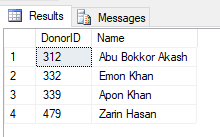 Results Messages
DonorID Name
1 312 Abu Bokkor Akash
2 332 Emon Khan
3 339 Apon Khan
4 479 Zarin Hasan